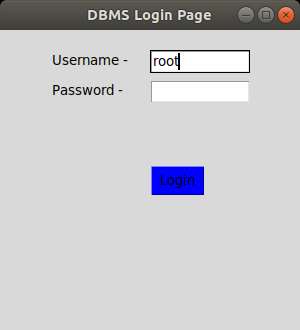 DBMS Login Page
Username -
root
Password -
Login